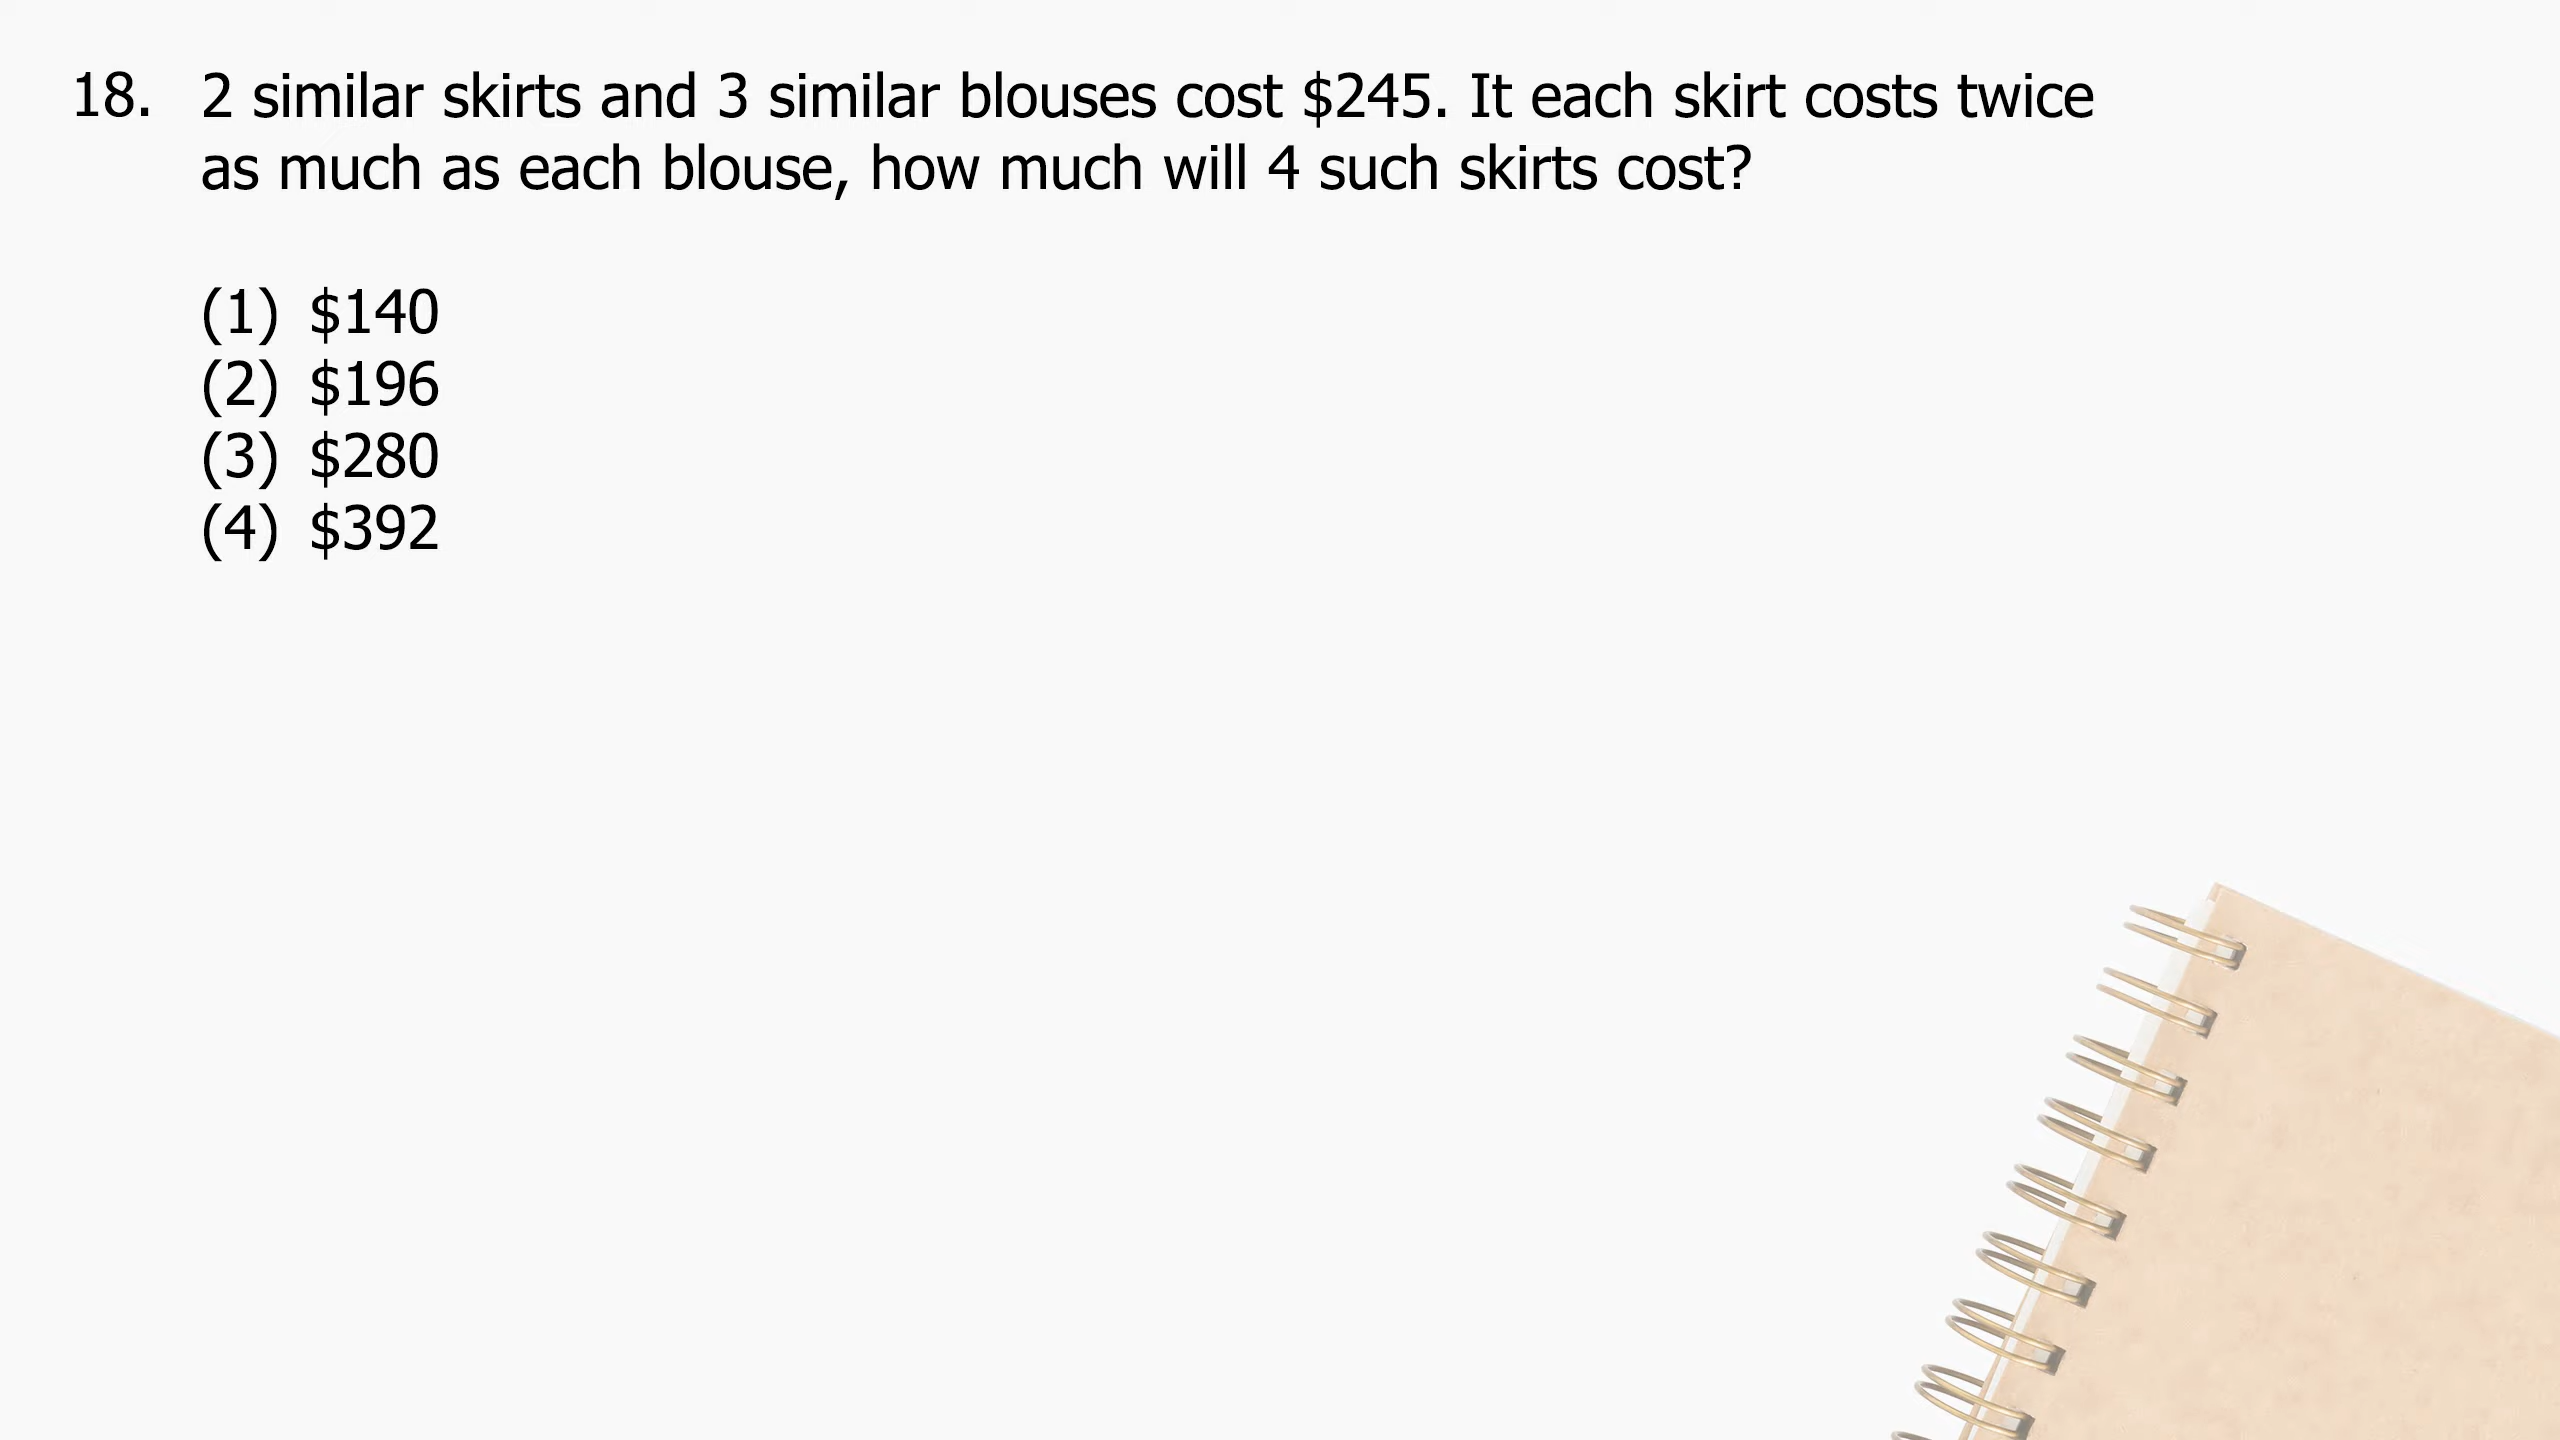 18. 2 similar skirts and 3 similar blouses cost $245. It each skirt costs twice
as much as each blouse, how much will 4 such skirts cost?
(1) $140
(2) $196
(3) $280
(4) $392